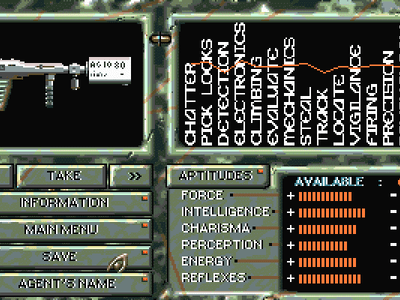 CHATTER
PICK LOCKS
DETECTION
ELECTRONICS
CLIMBING
EVALUATE
MECHANICS
STEAL
TRACK
LOCATE
VIGILANCE
FIRING
PRECISION
TAKE >>
INFORMATION
MAIN MENU
SAVE
AGENT'S NAME
APTITUDES
AVAILABLE :
FORCE + -
INTELLIGENCE + -
CHARISMA + -
PERCEPTION + -
ENERGY + -
REFLEXES + -